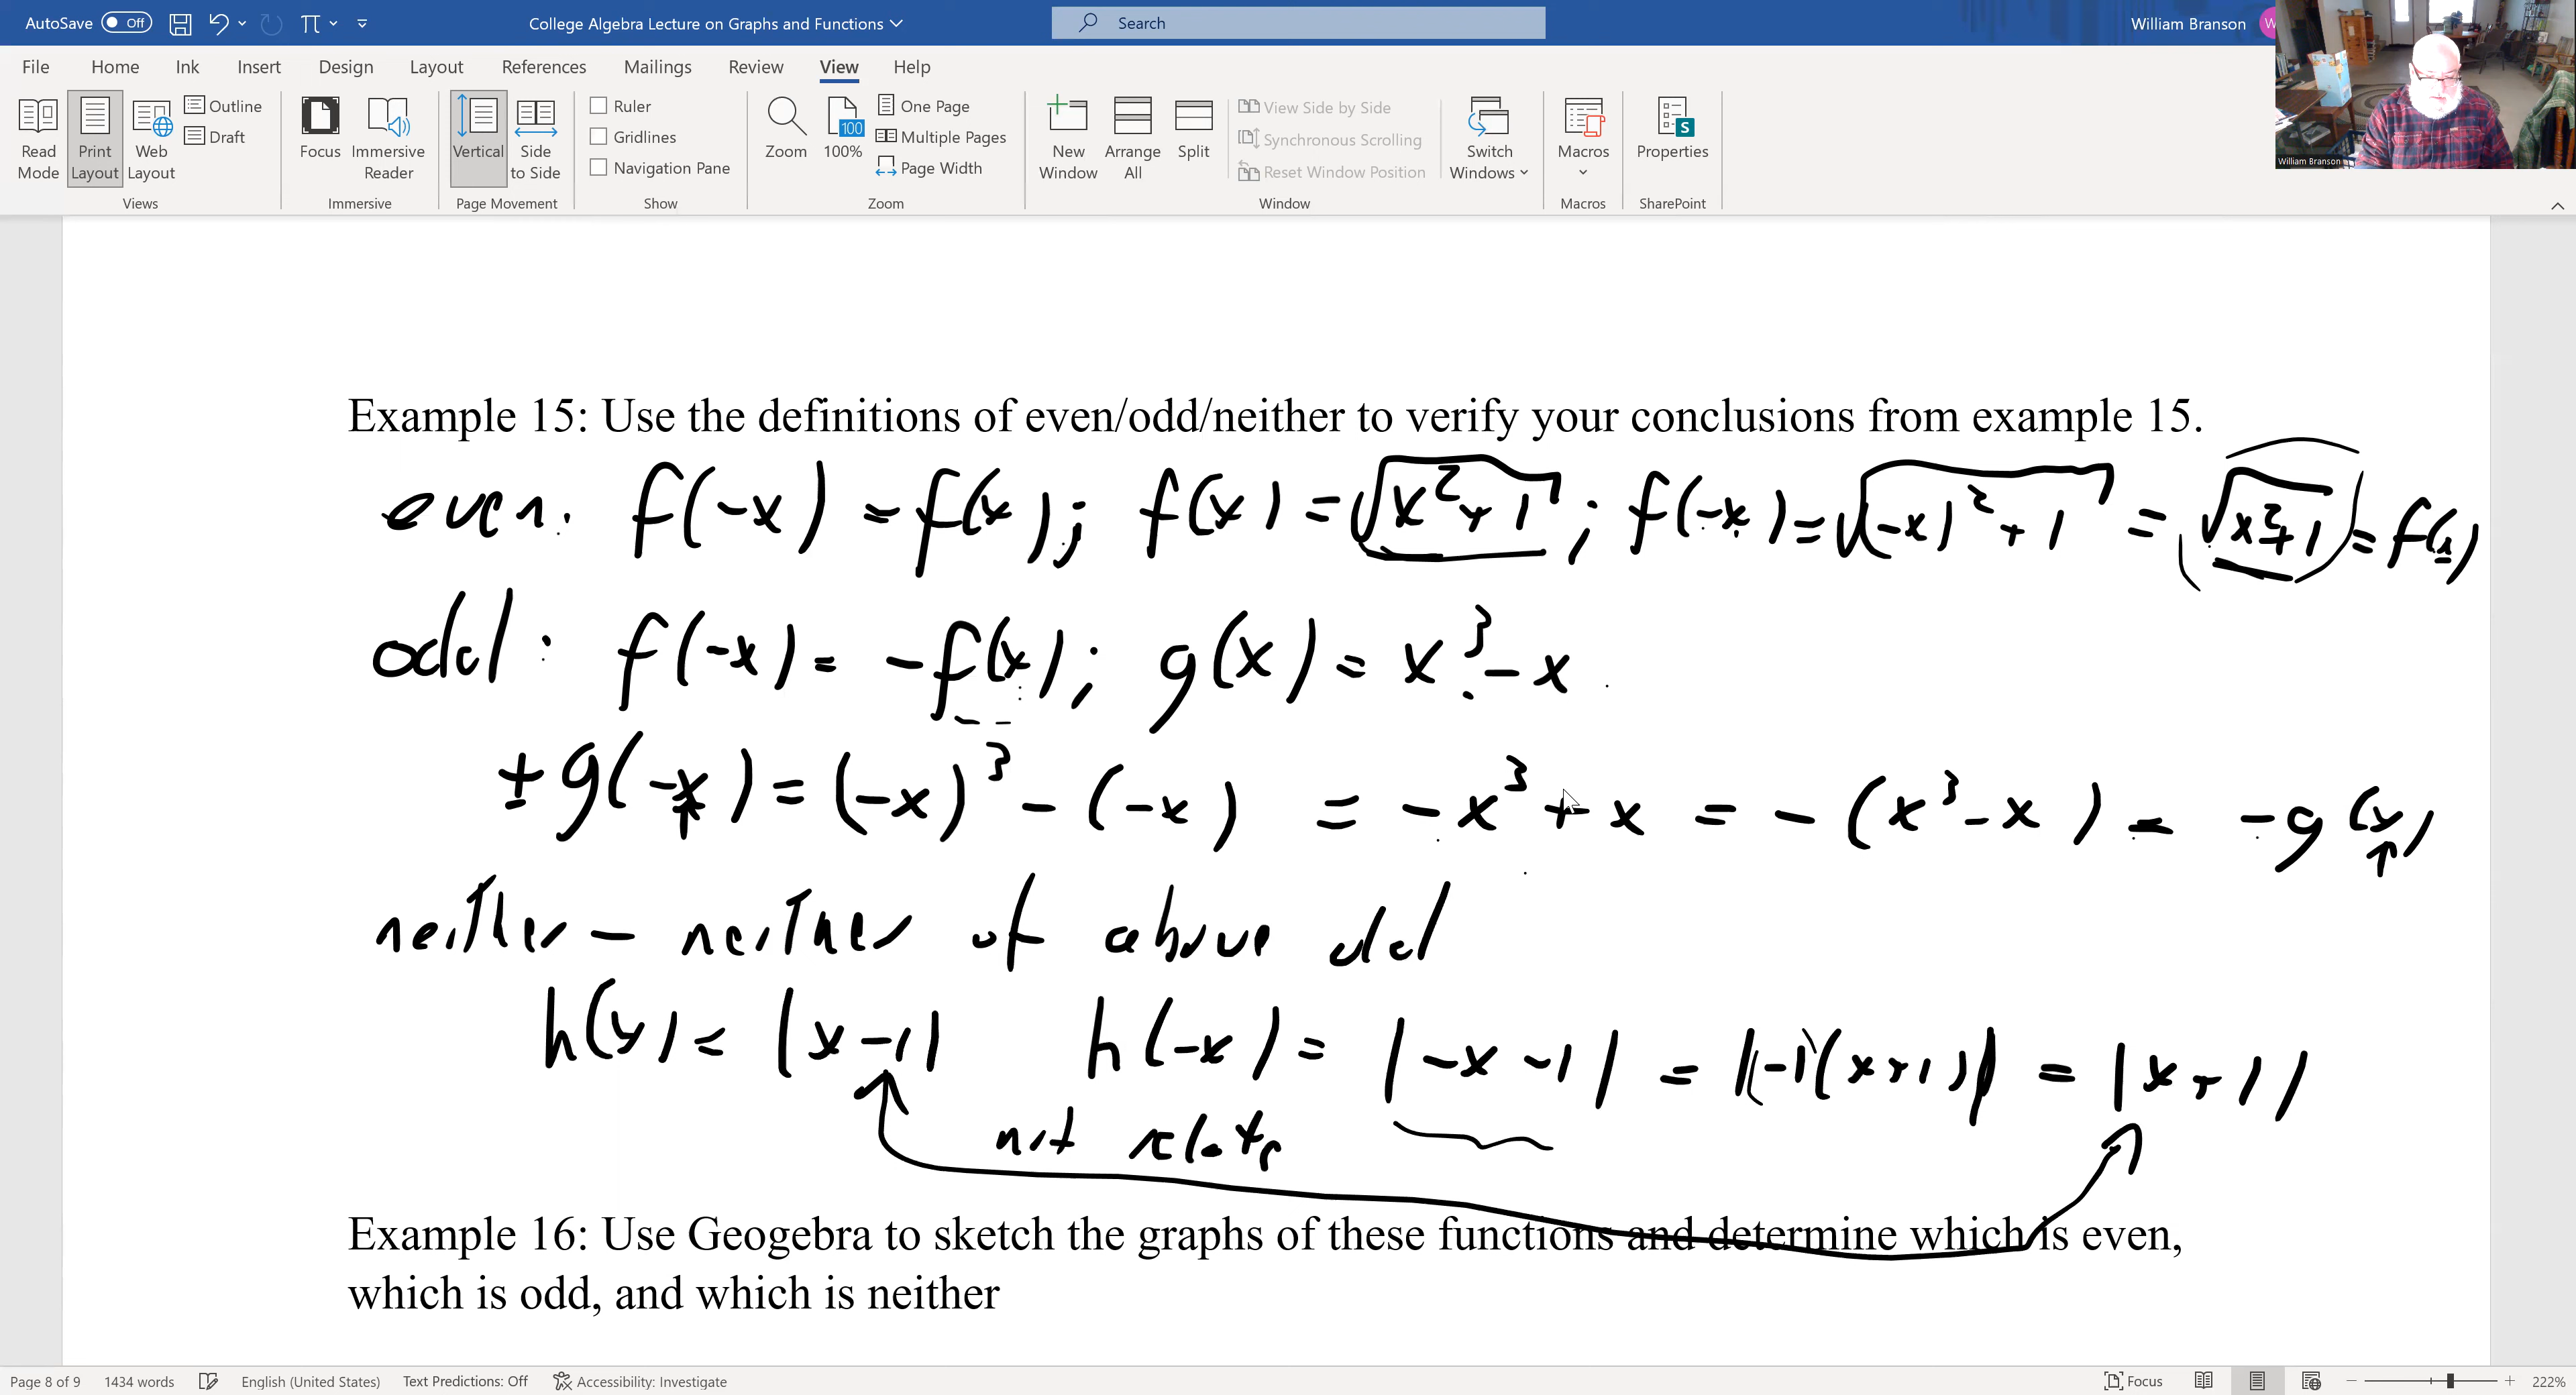 AutoSave Off College Algebra Lecture on Graphs and Functions Search William Branson
File Home Ink Insert Design Layout References Mailings Review View Help
Read Mode Print Layout Web Layout Outline Draft Focus Immersive Reader Vertical Side to Side Ruler Gridlines Navigation Pane Zoom 100 100% One Page Multiple Pages Page Width New Window Arrange All Split View Side by Side Synchronous Scrolling Reset Window Position Switch Windows Macros S Properties
William Branson
Views Immersive Page Movement Show Zoom Window Macros SharePoint
Example 15: Use the definitions of even/odd/neither to verify your conclusions from example 15.
even: f(-x) = f(x); f(x) = √x²+1; f(-x) = √(-x)²+1 = (√x²+1) = f(x)
odd: f(-x) = -f(x); g(x) = x³ - x
+g(-x) = (-x)³ - (-x) = -x³ + x = -(x³ - x) = -g(x)
neither - neither of above
h(x) = |x-1| h(-x) = |-x-1| = |(-1)(x+1)| = |x+1|
not
Example 16: Use Geogebra to sketch the graphs of these functions and determine which is even,
which is odd, and which is neither
Page 8 of 9 1434 words English (United States) Text Predictions: Off Accessibility: Investigate Focus 222%